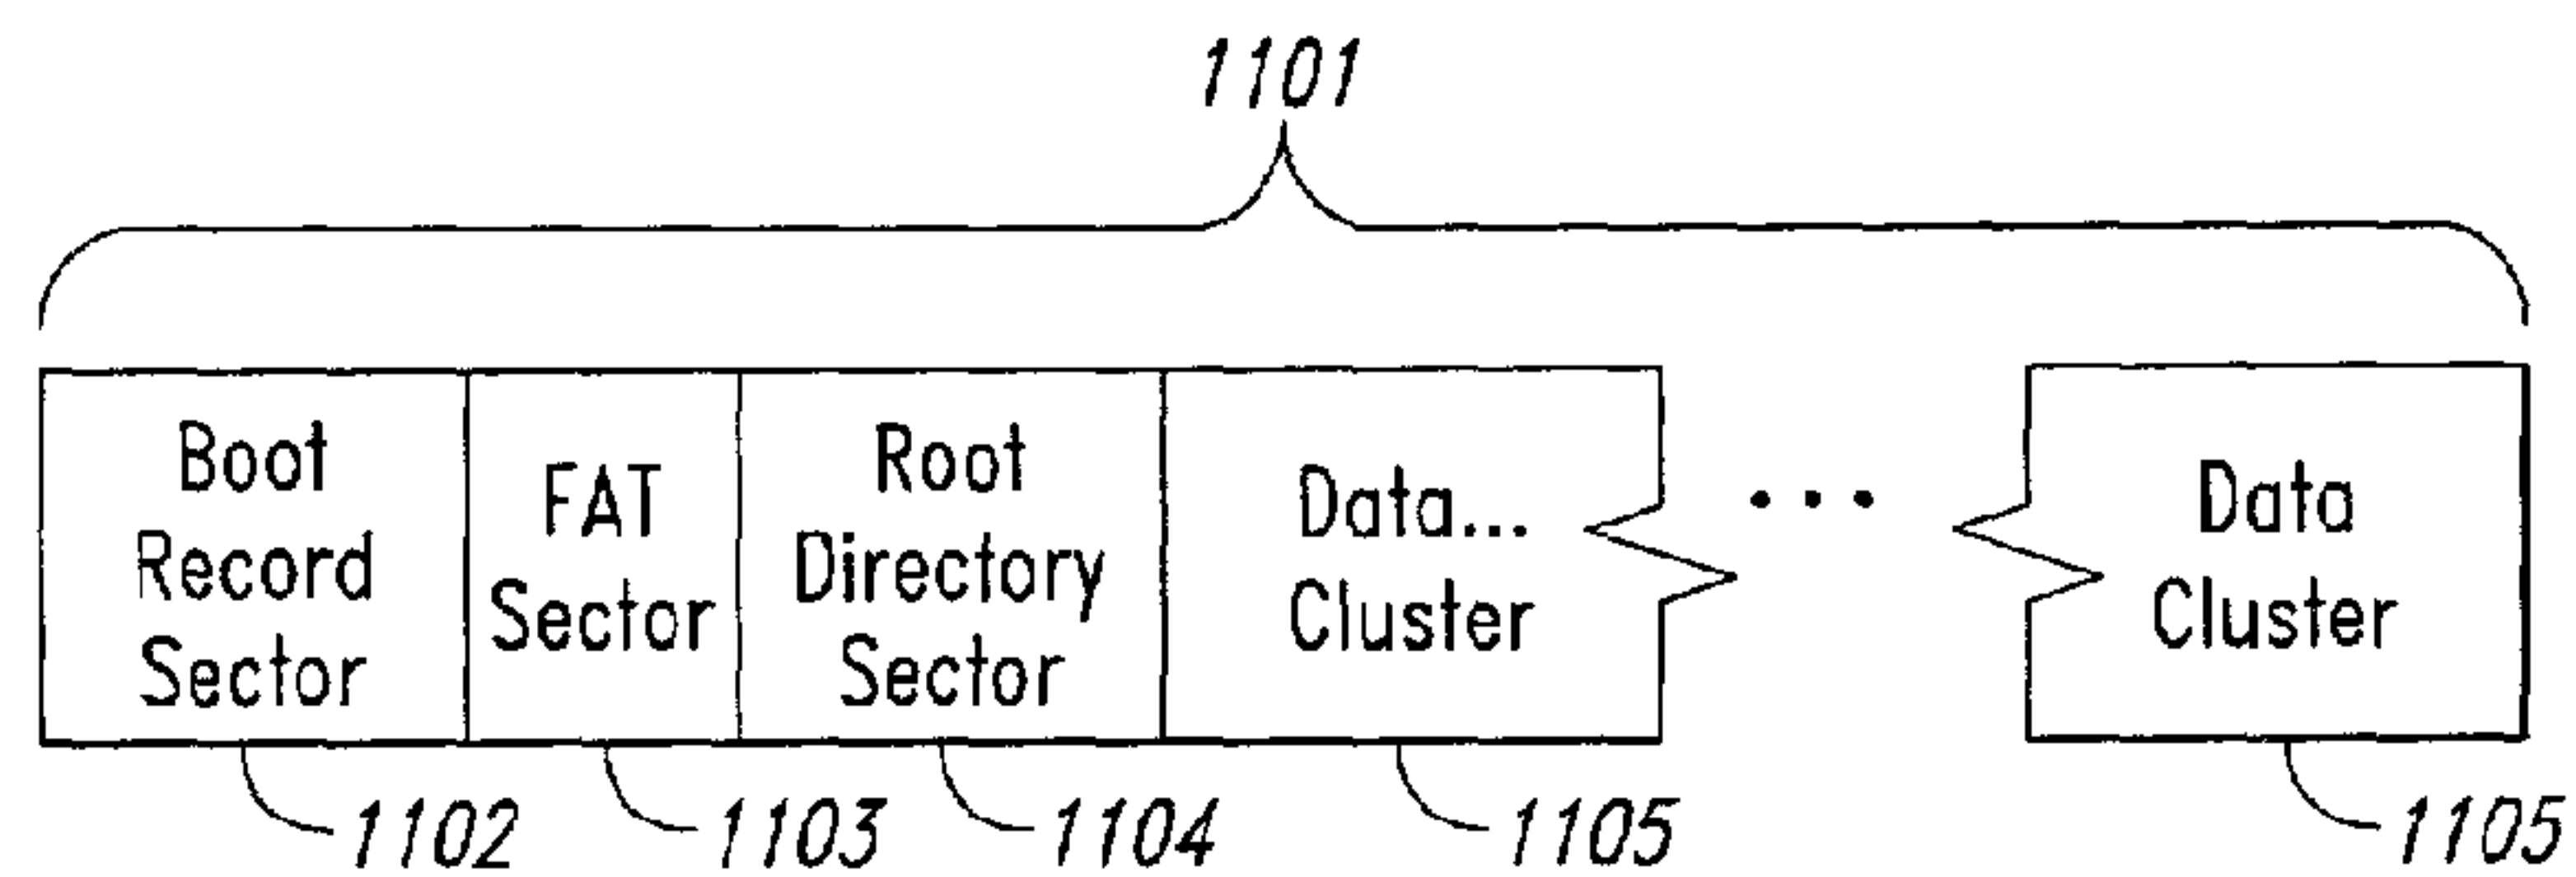 1101
Boot
Record
Sector
FAT
Sector
Root
Directory
Sector
Data...
Cluster
...
Data
Cluster
1102
1103
1104
1105
1105